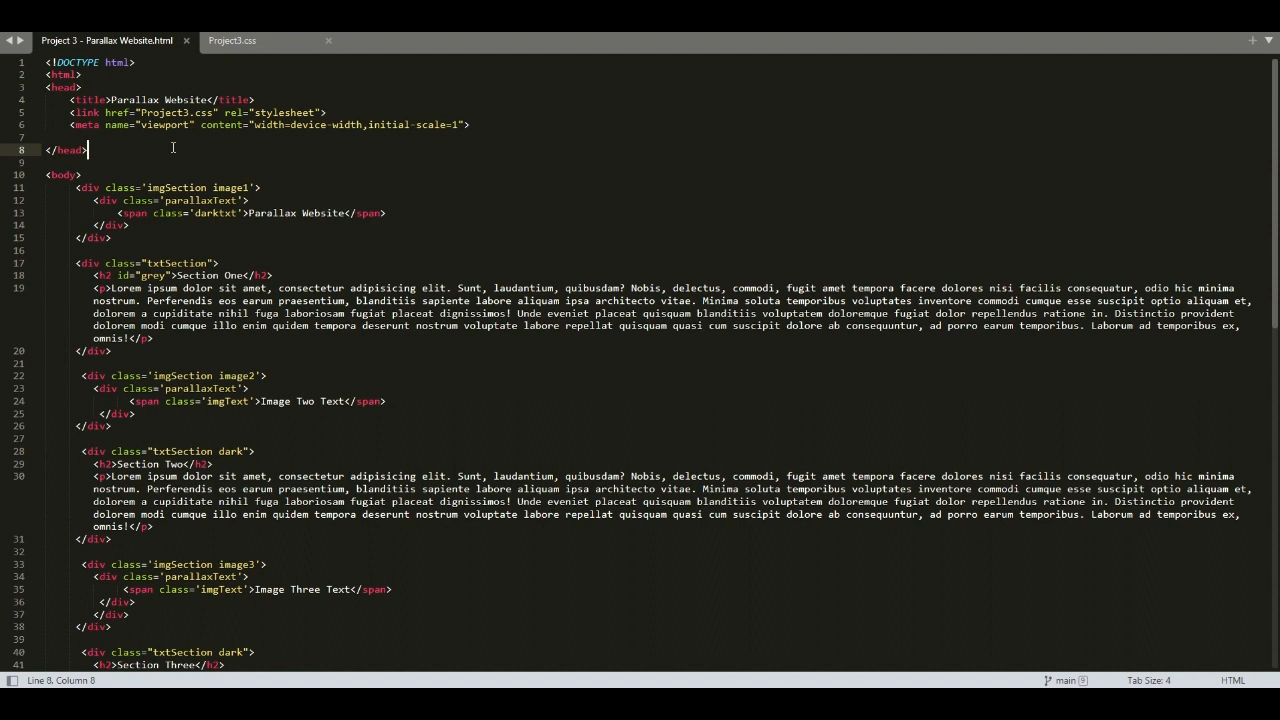 Project 3 - Parallax Website.html × Project3.css ×
1 <!DOCTYPE html>
2 <html>
3 <head>
4 <title>Parallax Website</title>
5 <link href="Project3.css" rel="stylesheet">
6 <meta name="viewport" content="width=device-width,initial-scale=1">
7
8 </head>
9
10 <body>
11 <div class='imgSection image1'>
12 <div class='parallaxText'>
13 <span class='darktxt'>Parallax Website</span>
14 </div>
15 </div>
16
17 <div class="txtSection">
18 <h2 id="grey">Section One</h2>
19 <p>Lorem ipsum dolor sit amet, consectetur adipisicing elit. Sunt, laudantium, quibusdam? Nobis, delectus, commodi, fugit amet tempora facere dolores nisi facilis consequatur, odio hic minima
nostrum. Perferendis eos earum praesentium, blanditiis sapiente labore aliquam ipsa architecto vitae. Minima soluta temporibus voluptates inventore commodi cumque esse suscipit optio aliquam et,
dolorem a cupiditate nihil fuga laboriosam fugiat placeat dignissimos! Unde eveniet placeat quisquam blanditiis voluptatem doloremque fugiat dolor repellendus ratione in. Distinctio provident
dolorem modi cumque illo enim quidem tempora deserunt nostrum voluptate labore repellat quisquam quasi cum suscipit dolore ab consequuntur, ad porro earum temporibus. Laborum ad temporibus ex,
omnis!</p>
20 </div>
21
22 <div class='imgSection image2'>
23 <div class='parallaxText'>
24 <span class='imgText'>Image Two Text</span>
25 </div>
26 </div>
27
28 <div class="txtSection dark">
29 <h2>Section Two</h2>
30 <p>Lorem ipsum dolor sit amet, consectetur adipisicing elit. Sunt, laudantium, quibusdam? Nobis, delectus, commodi, fugit amet tempora facere dolores nisi facilis consequatur, odio hic minima
nostrum. Perferendis eos earum praesentium, blanditiis sapiente labore aliquam ipsa architecto vitae. Minima soluta temporibus voluptates inventore commodi cumque esse suscipit optio aliquam et,
dolorem a cupiditate nihil fuga laboriosam fugiat placeat dignissimos! Unde eveniet placeat quisquam blanditiis voluptatem doloremque fugiat dolor repellendus ratione in. Distinctio provident
dolorem modi cumque illo enim quidem tempora deserunt nostrum voluptate labore repellat quisquam quasi cum suscipit dolore ab consequuntur, ad porro earum temporibus. Laborum ad temporibus ex,
omnis!</p>
31 </div>
32
33 <div class='imgSection image3'>
34 <div class='parallaxText'>
35 <span class='imgText'>Image Three Text</span>
36 </div>
37 </div>
38 </div>
39
40 <div class="txtSection dark">
41 <h2>Section Three</h2>
Line 8, Column 8 main 9 Tab Size: 4 HTML